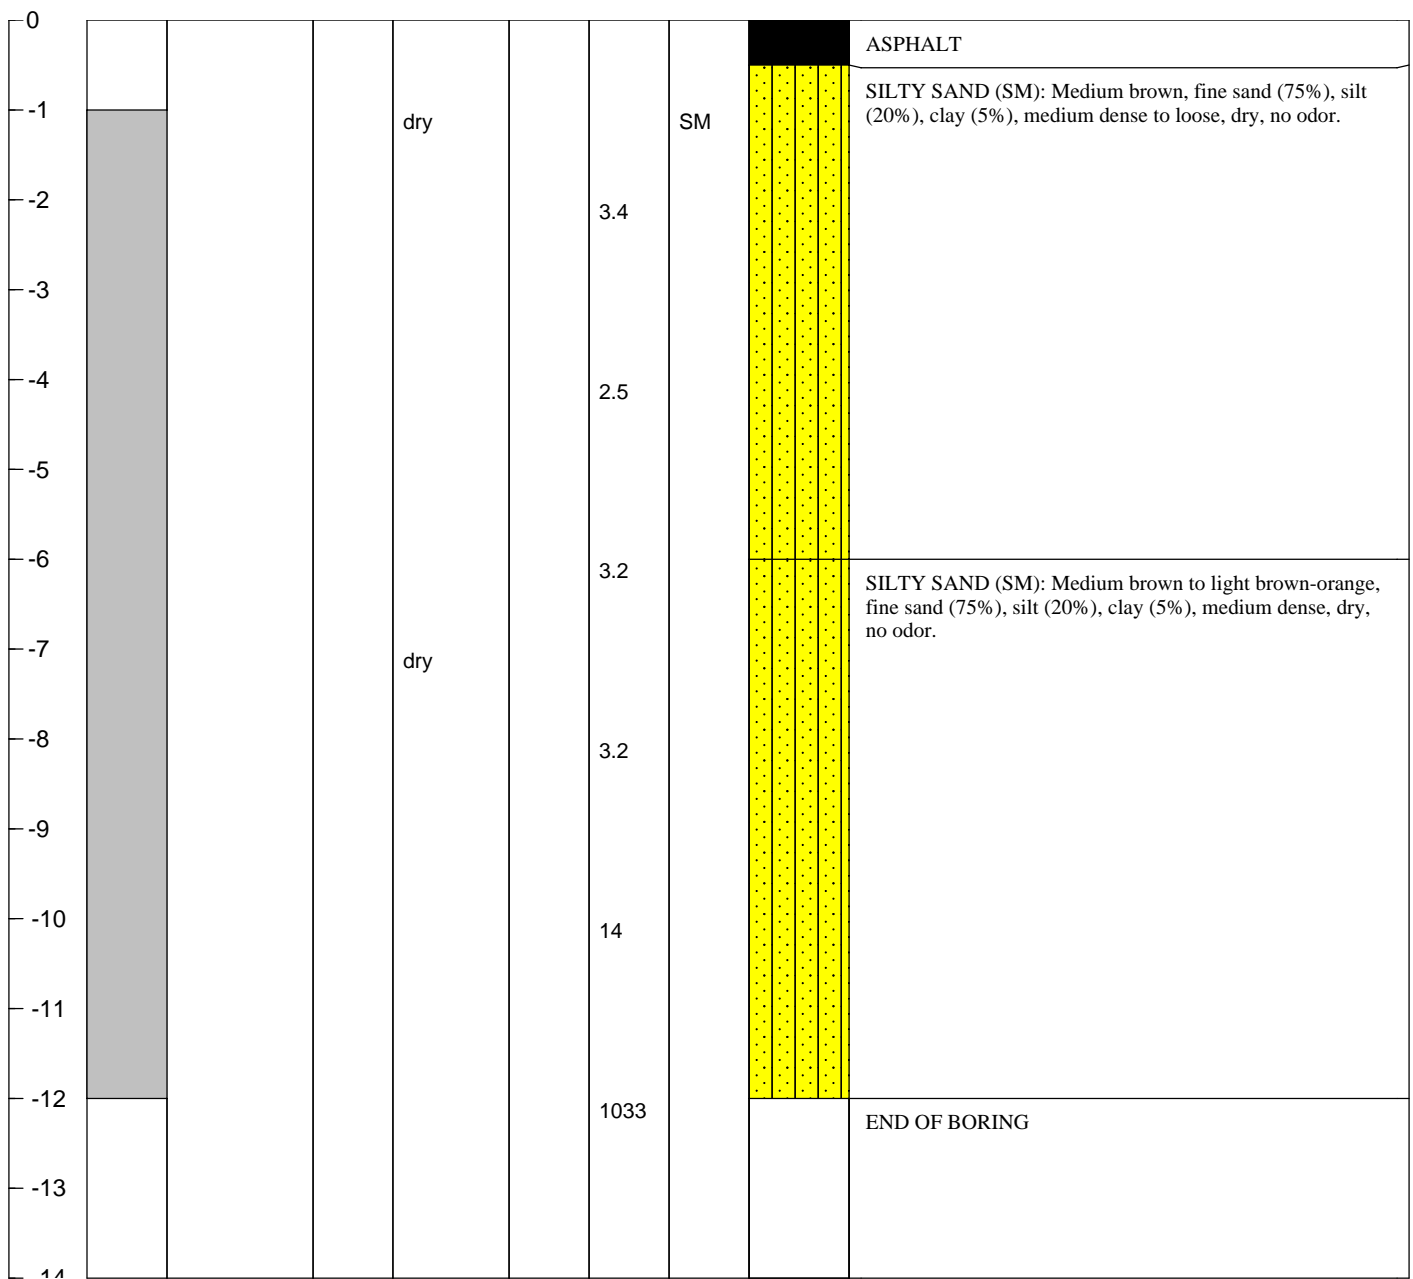 0
ASPHALT
SILTY SAND (SM): Medium brown, fine sand (75%), silt
(20%), clay (5%), medium dense to loose, dry, no odor.
-1
dry
SM
-2
3.4
-3
-4
2.5
-5
-6
3.2
SILTY SAND (SM): Medium brown to light brown-orange,
fine sand (75%), silt (20%), clay (5%), medium dense, dry,
no odor.
-7
dry
-8
3.2
-9
-10
14
-11
-12
1033
END OF BORING
-13
-14